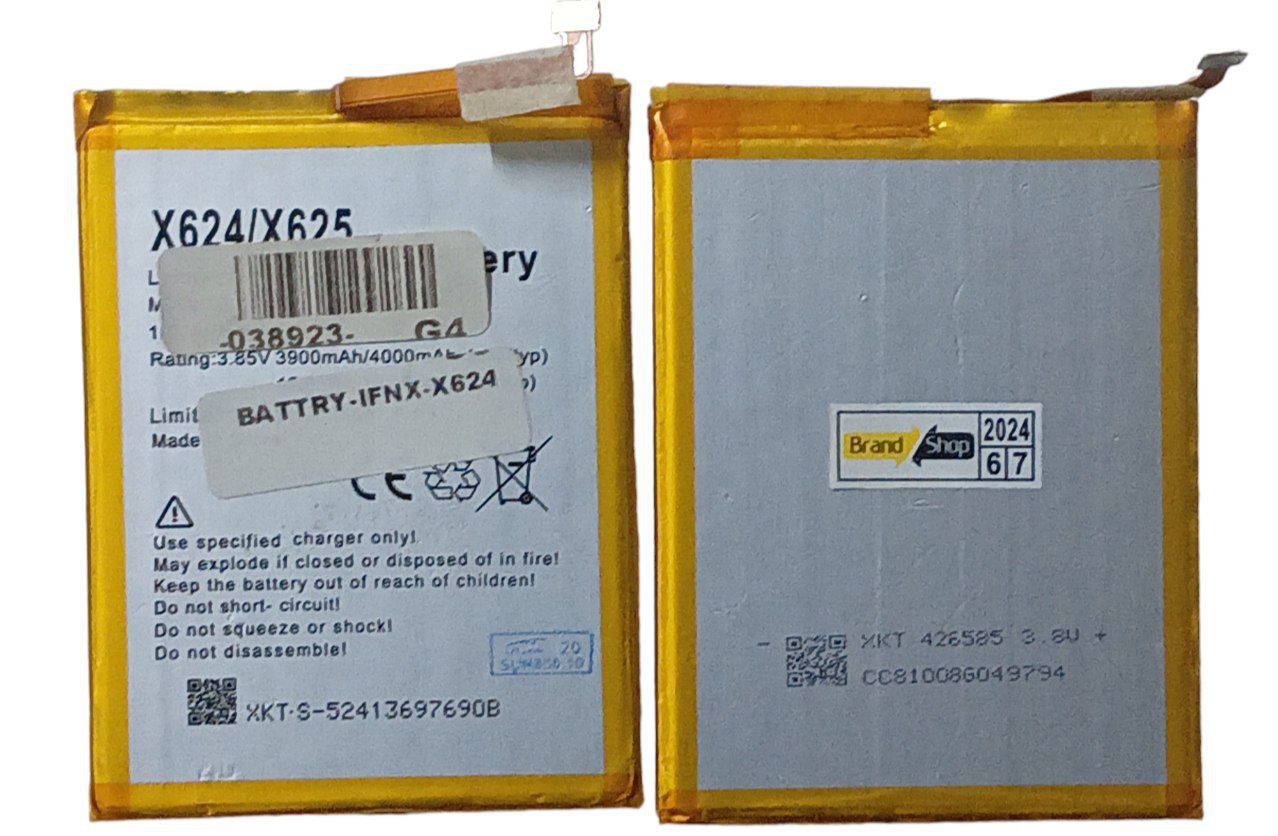 X624/X625
ery
-038923- G4
Rating:3.85V 3900mAh/4000mA
yp)
BATTRY-IFNX-X624
Limit
Made
CE
Use specified charger only!
May explode if closed or disposed of in fire!
Keep the battery out of reach of children!
Do not short- circuit!
Do not squeeze or shock!
Do not disassemble!
20
XKT-S-52413697690B
Brand Shop
2024
6 7
- XKT 426585 3.8V +
CC810086049794